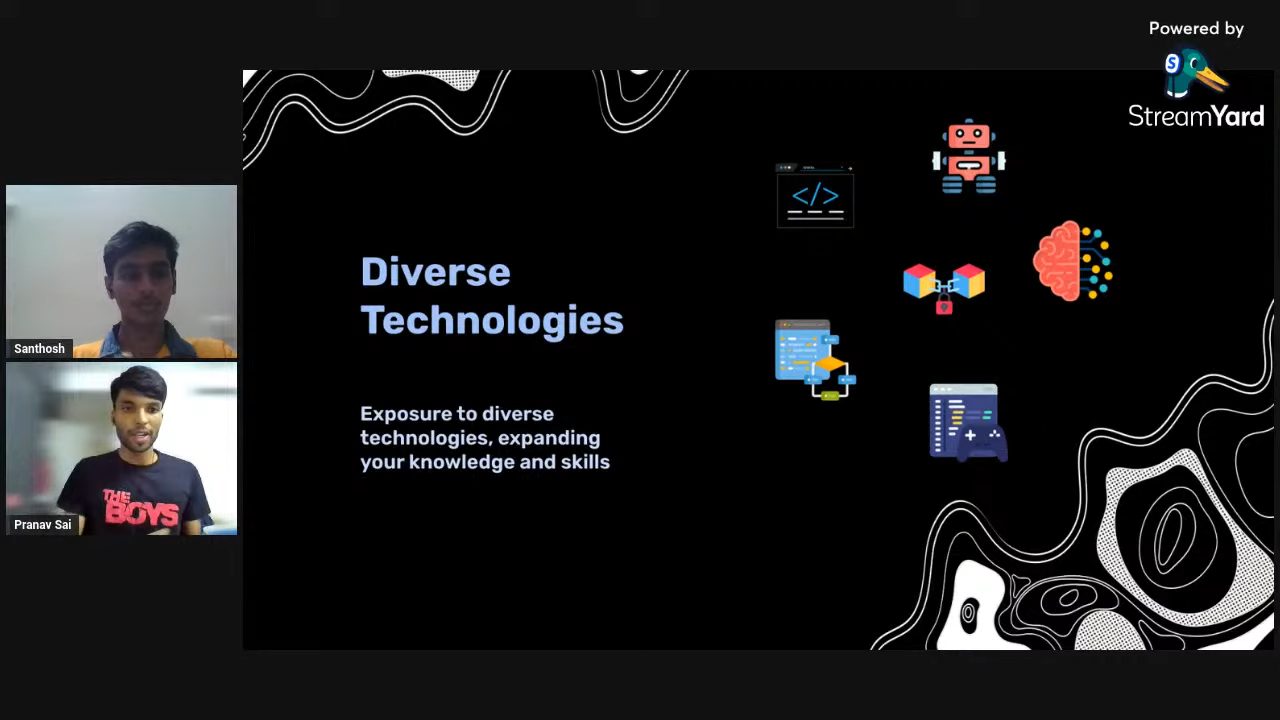 Powered by
S
StreamYard
Diverse
Technologies
</>
Exposure to diverse
technologies, expanding
your knowledge and skills
Santhosh
THE
BOYS
Pranav Sai